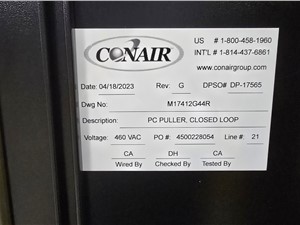 CONAIR
US # 1-800-458-1960
INT'L # 1-814-437-6861
www.conairgroup.com
Date: 04/18/2023 Rev: G DPSO# DP-17565
Dwg No: M17412G44R
Description: PC PULLER, CLOSED LOOP
Voltage: 460 VAC PO #: 4500228054 Line #: 21
CA DH CA
Wired By Checked By Tested By